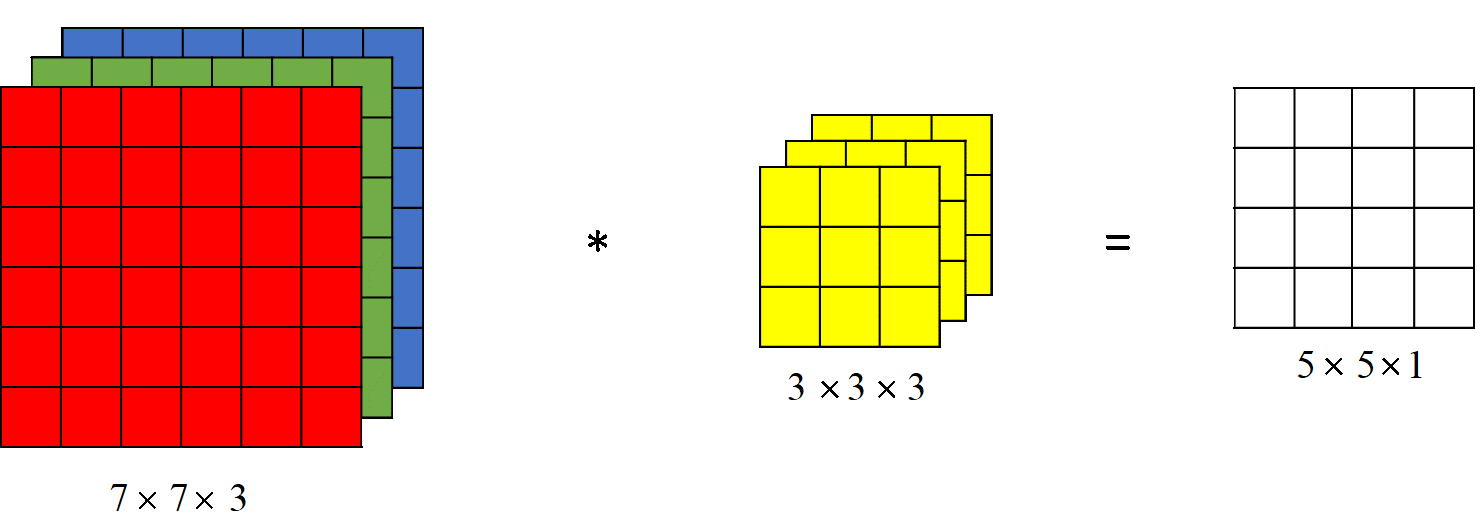 * =
7 × 7 × 3
3 × 3 × 3
5 × 5 × 1